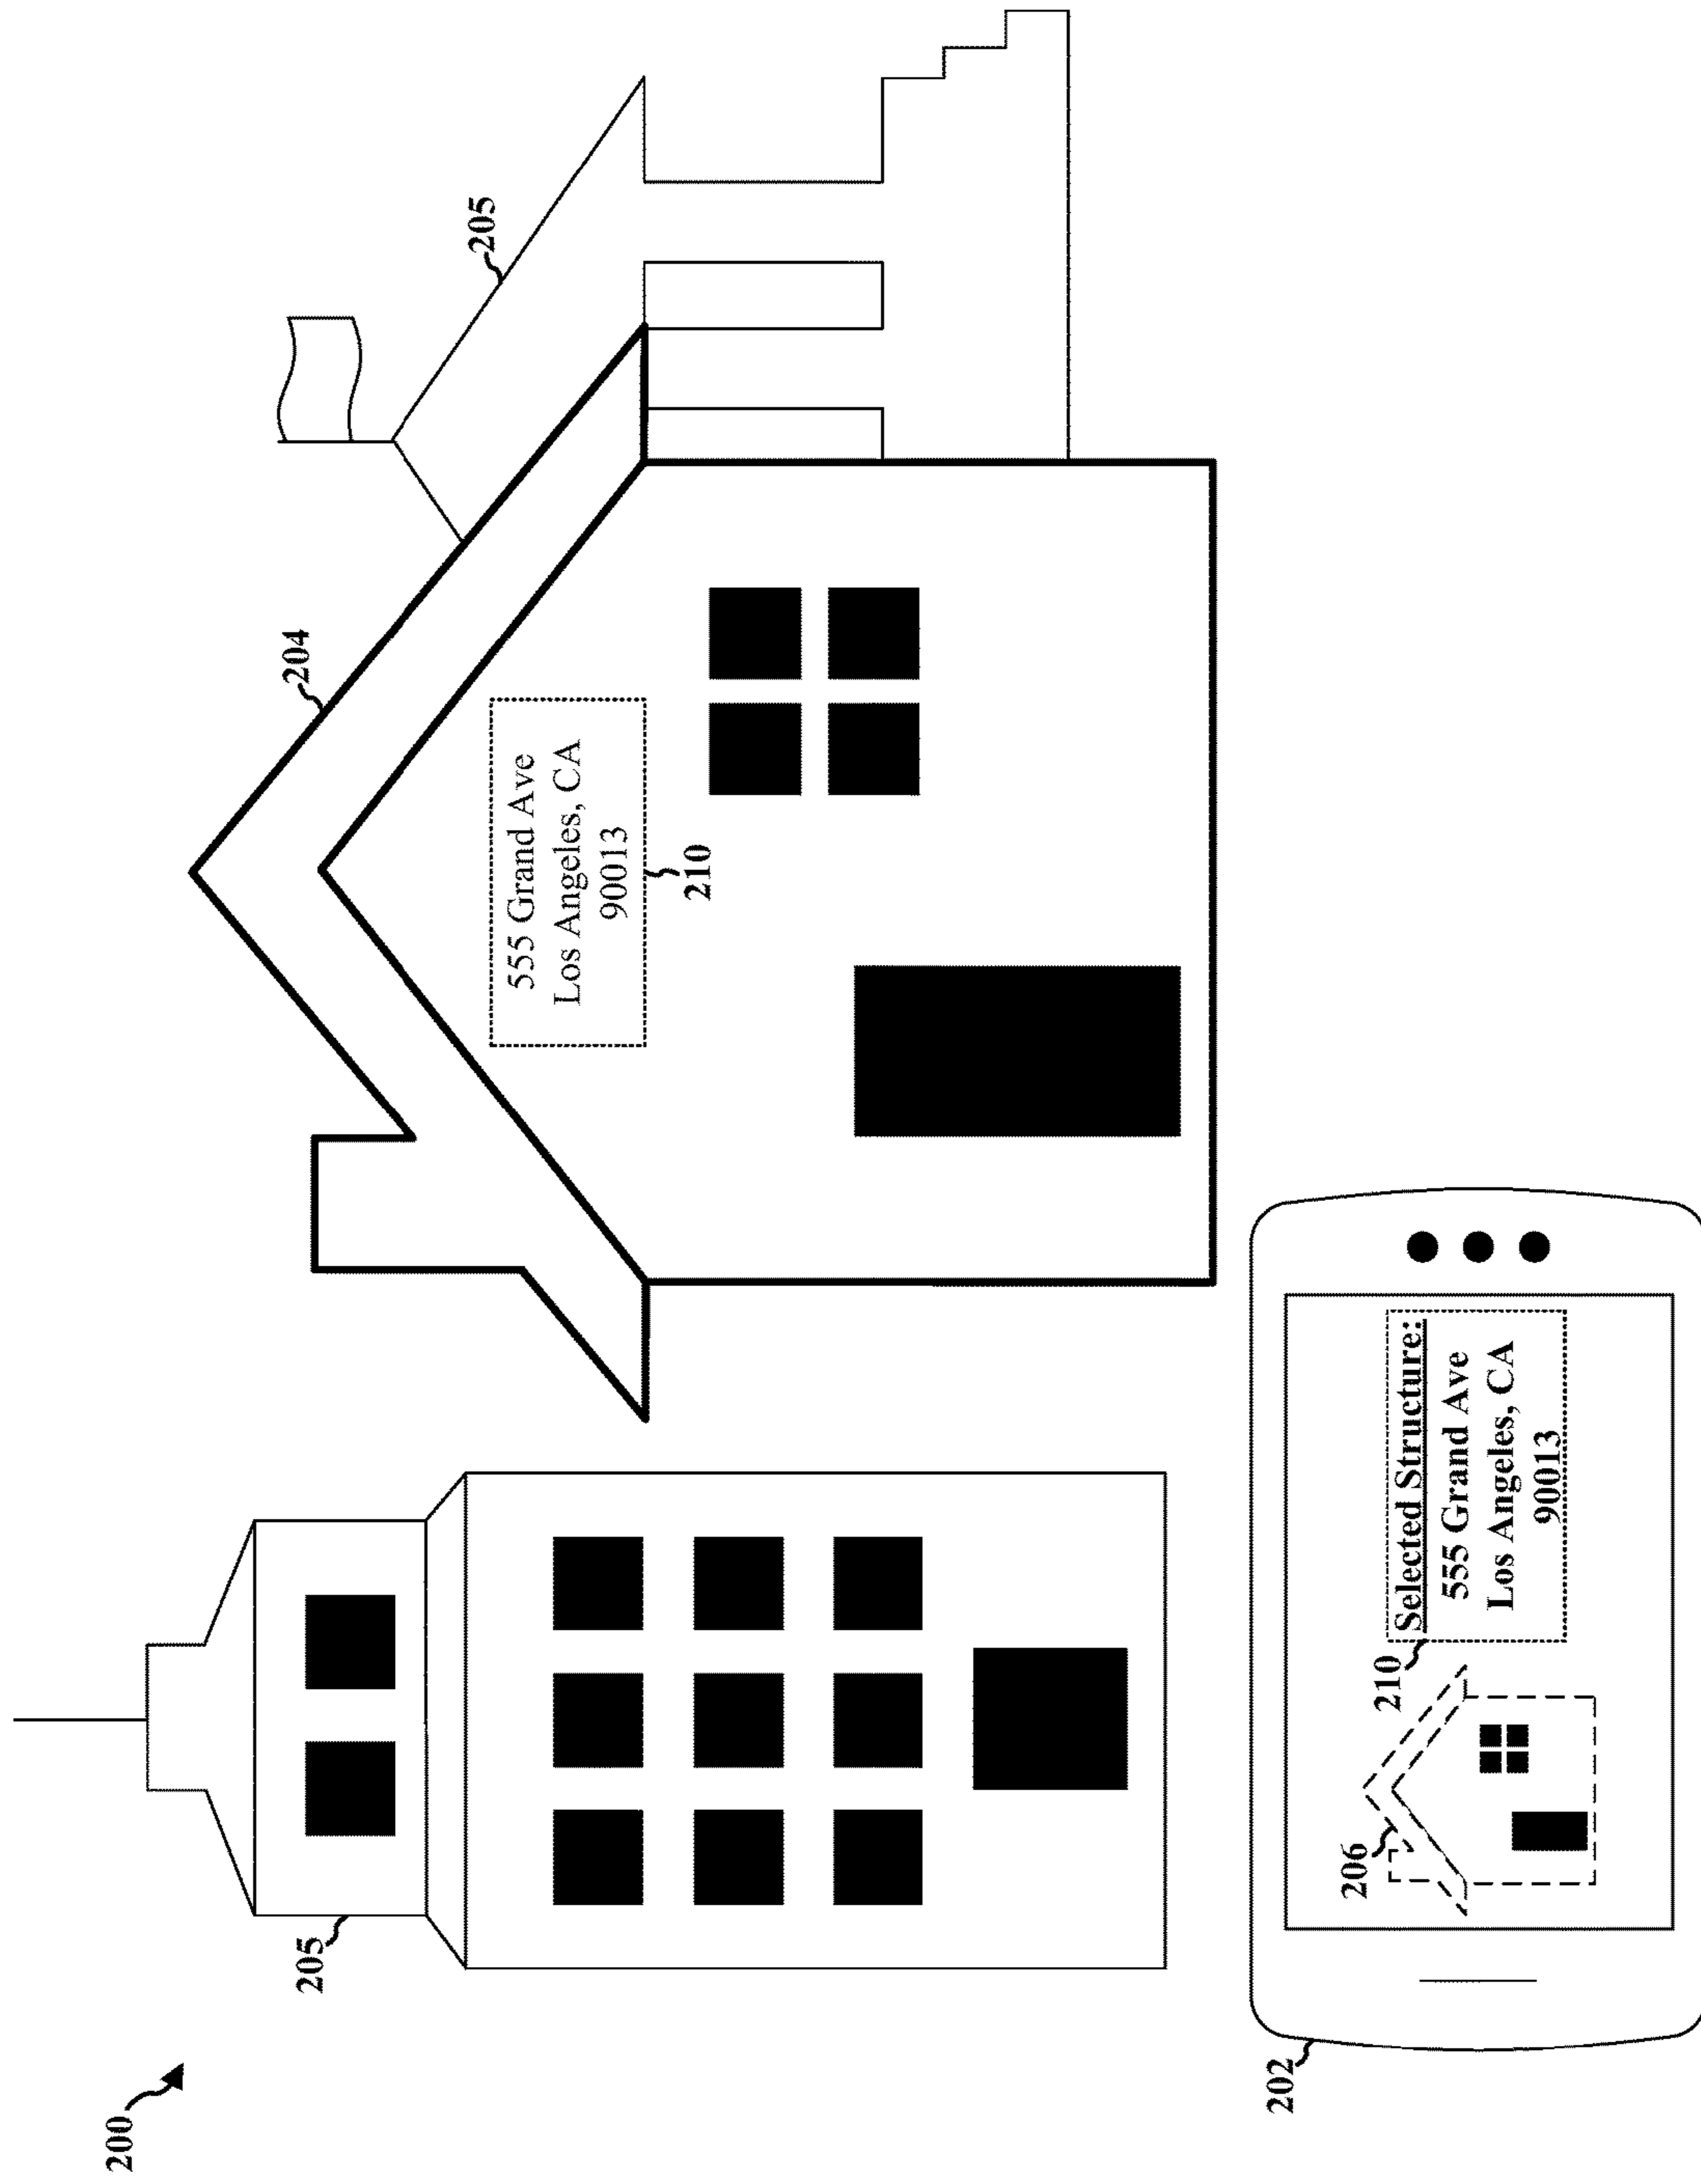 200
205
204
205
555 Grand Ave
Los Angeles, CA
90013
210
202
206
210
Selected Structure:
555 Grand Ave
Los Angeles, CA
90013